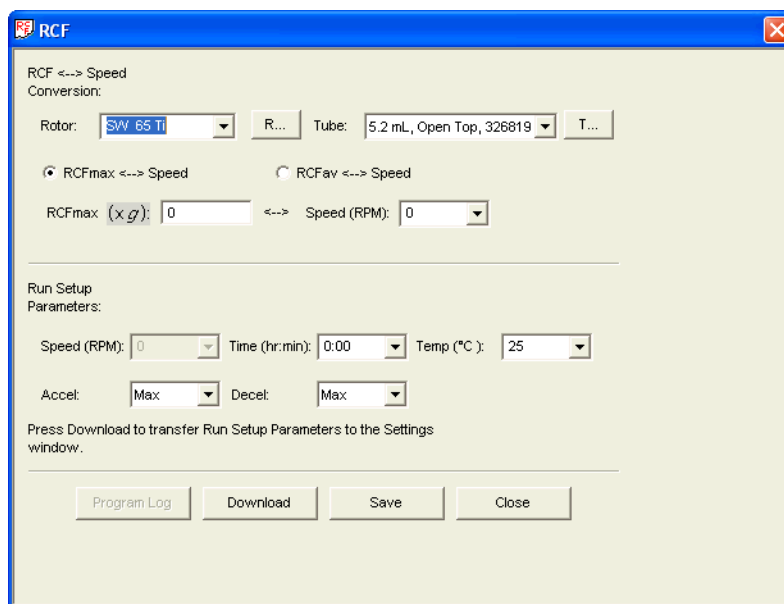 RCF
RCF <--> Speed
Conversion:
Rotor: SW 65 Ti R... Tube: 5.2 mL, Open Top, 326819 T...
RCFmax <--> Speed RCFav <--> Speed
RCFmax (x g): 0 <--> Speed (RPM): 0
Run Setup
Parameters:
Speed (RPM): 0 Time (hr:min): 0:00 Temp (°C ): 25
Accel: Max Decel: Max
Press Download to transfer Run Setup Parameters to the Settings
window.
Program Log Download Save Close